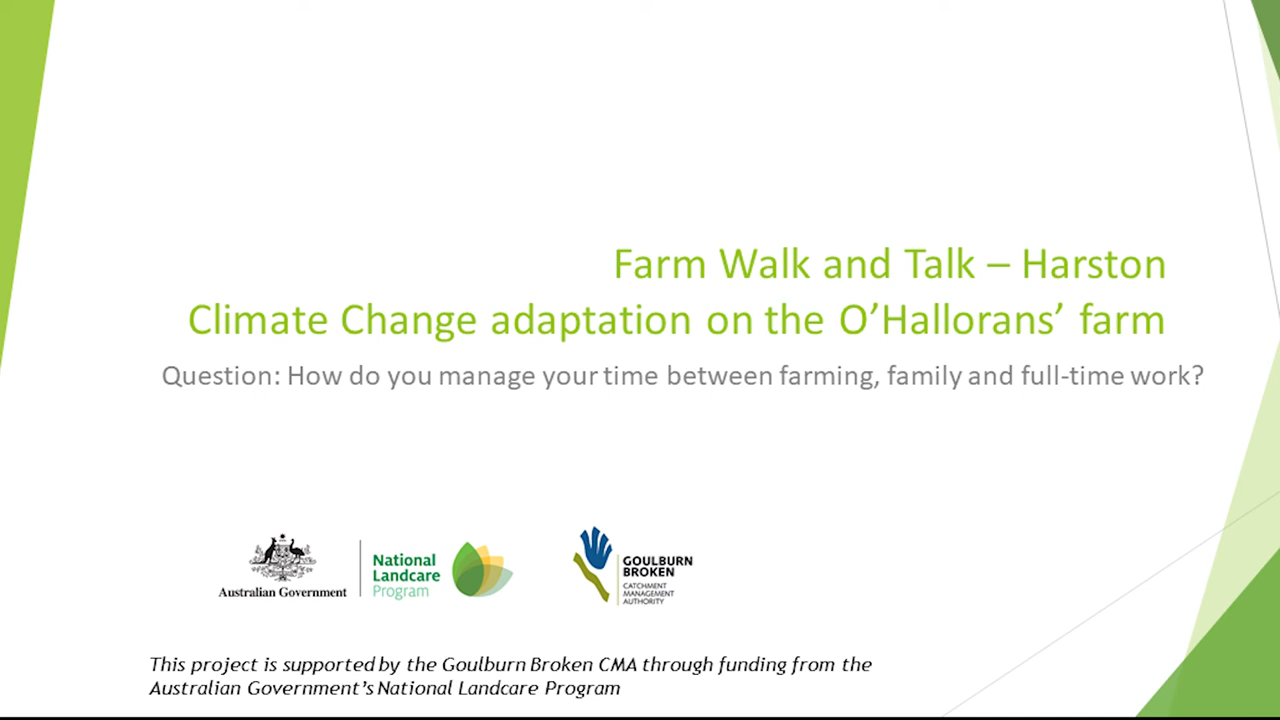 Farm Walk and Talk – Harston
Climate Change adaptation on the O’Hallorans’ farm
Question: How do you manage your time between farming, family and full-time work?
Australian Government
National
Landcare
Program
GOULBURN
BROKEN
CATCHMENT
MANAGEMENT
AUTHORITY
This project is supported by the Goulburn Broken CMA through funding from the
Australian Government’s National Landcare Program